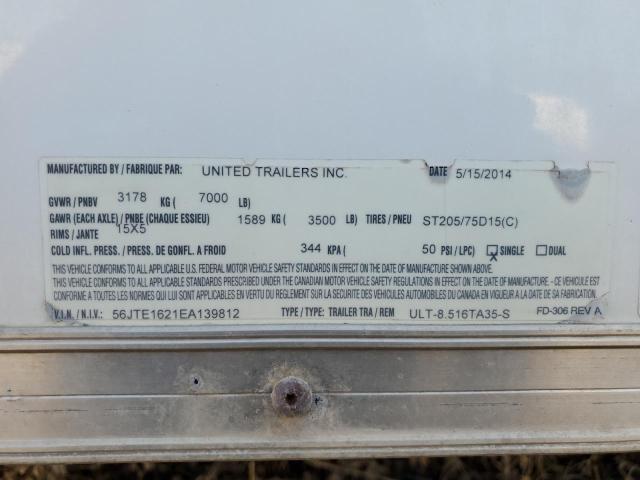 MANUFACTURED BY / FABRIQUE PAR: UNITED TRAILERS INC. DATE 5/15/2014
GVWR / PNBV 3178 KG ( 7000 LB)
GAWR (EACH AXLE) / PNBE (CHAQUE ESSIEU) 1589 KG ( 3500 LB) TIRES / PNEU ST205/75D15(C)
RIMS / JANTE 15X5
COLD INFL. PRESS. / PRESS. DE GONFL. A FROID 344 KPA ( 50 PSI / LPC) X SINGLE DUAL
THIS VEHICLE CONFORMS TO ALL APPLICABLE U.S. FEDERAL MOTOR VEHICLE SAFETY STANDARDS IN EFFECT ON THE DATE OF MANUFACTURE SHOWN ABOVE.
THIS VEHICLE CONFORMS TO ALL APPLICABLE STANDARDS PRESCRIBED UNDER THE CANADIAN MOTOR VEHICLE SAFETY REGULATIONS IN EFFECT ON THE DATE OF MANUFACTURE - CE VEHICULE
EST CONFORME A TOUTES LES NORMES QUI LUI SONT APPLICABLES EN VERTU DU REGLEMENT SUR LA SECURITE DES VEHICULES AUTOMOBILES DU CANADA EN VIGUEUR A LA DATE DE SA FABRICATION.
V.I.N. / N.I.V.: 56JTE1621EA139812 TYPE / TYPE: TRAILER TRA / REM ULT-8.516TA35-S FD-306 REV A